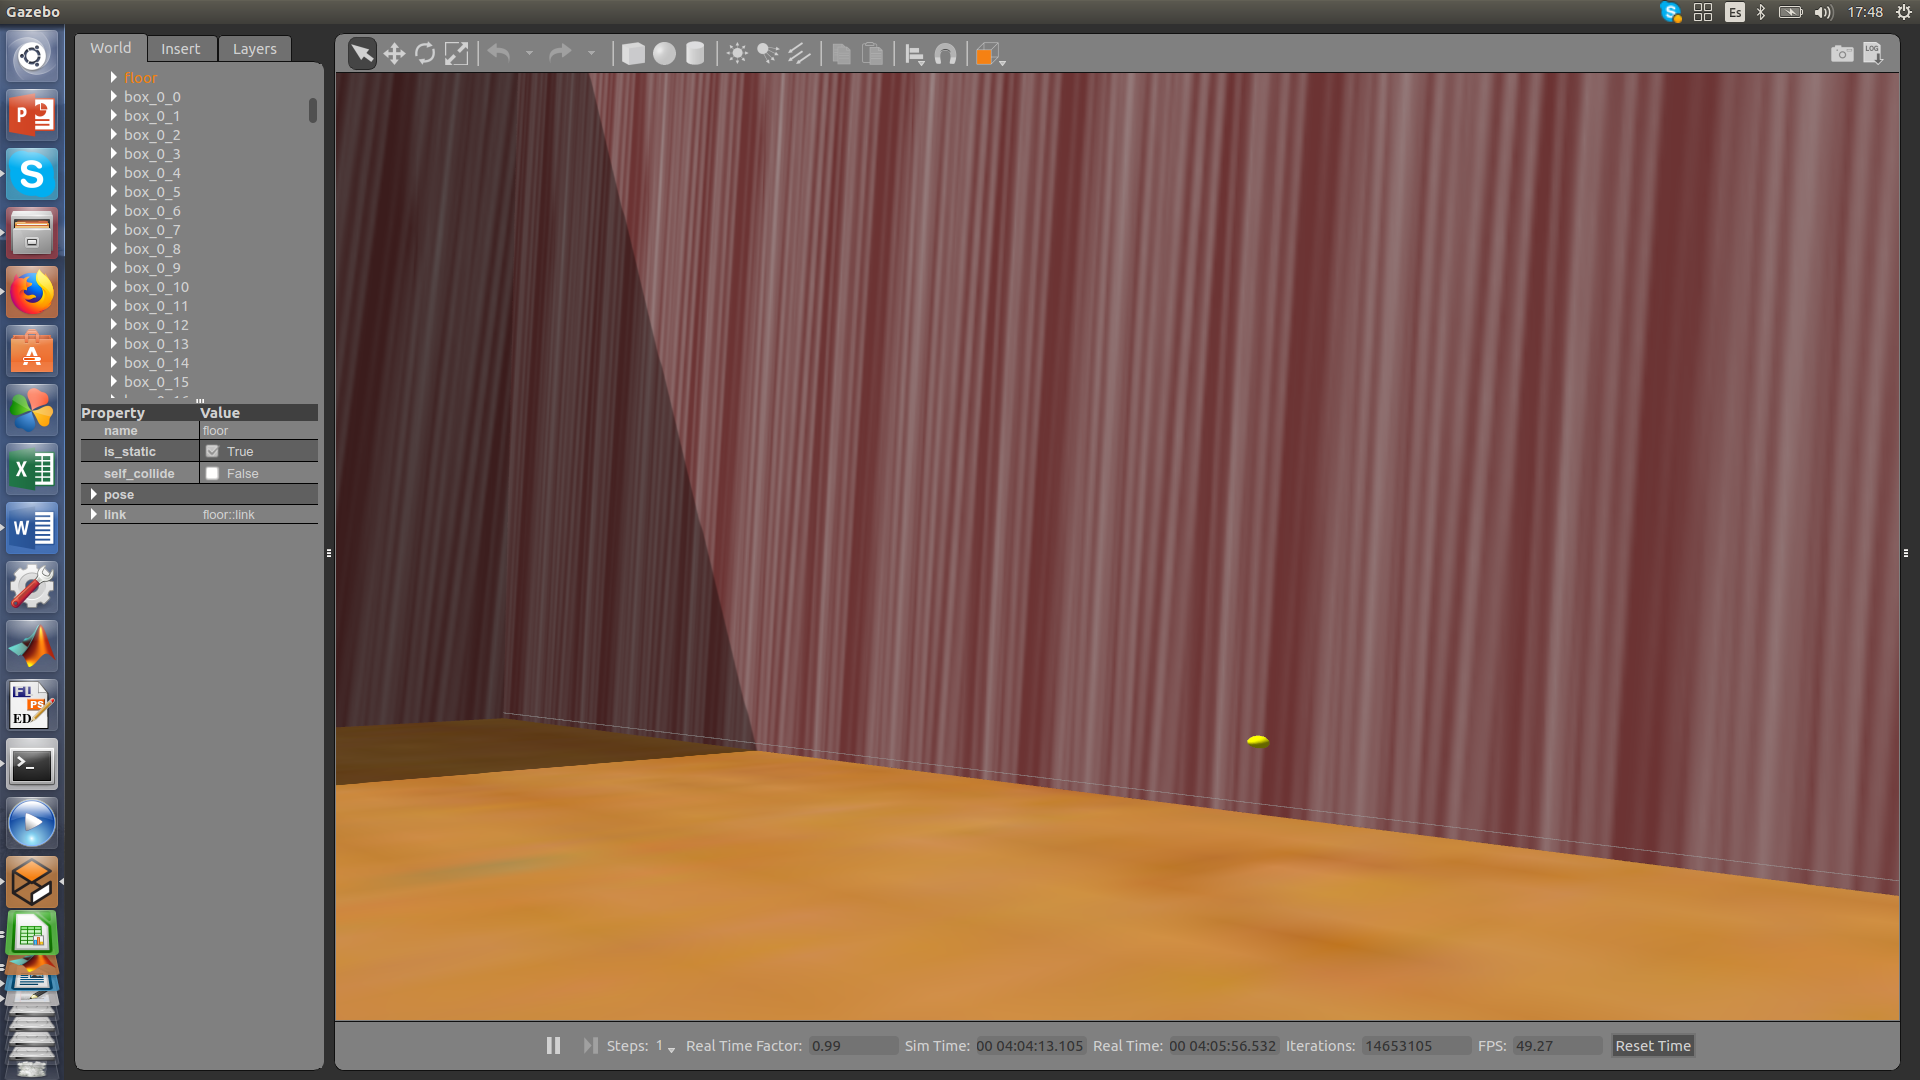 Gazebo
Es
17:48
World
Insert
Layers
LOG
floor
box_0_0
box_0_1
box_0_2
box_0_3
box_0_4
box_0_5
box_0_6
box_0_7
box_0_8
box_0_9
box_0_10
box_0_11
box_0_12
box_0_13
box_0_14
box_0_15
Property Value
name floor
is_static True
self_collide False
pose
link floor::link
Steps: 1 Real Time Factor: 0.99 Sim Time: 00 04:04:13.105 Real Time: 00 04:05:56.532 Iterations: 14653105 FPS: 49.27 Reset Time